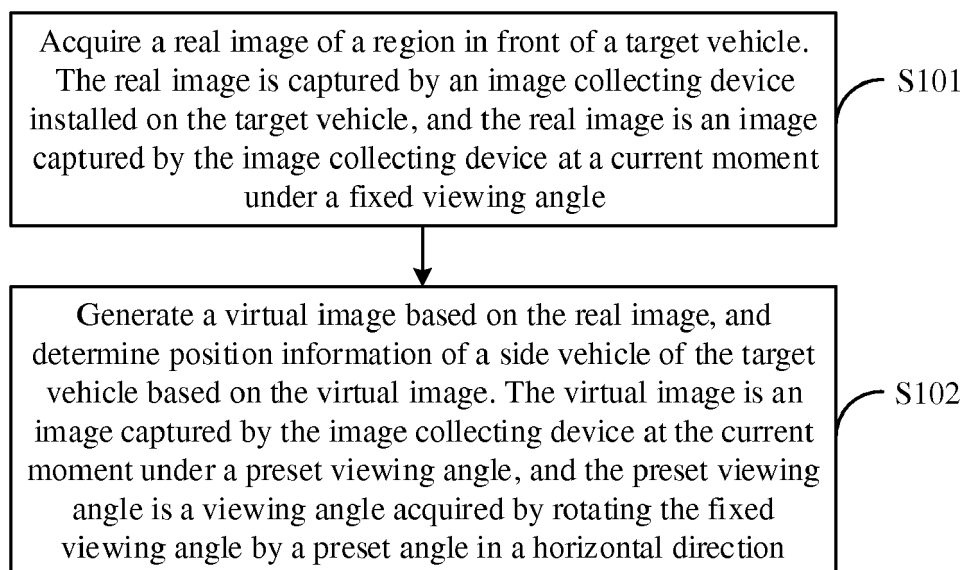 Acquire a real image of a region in front of a target vehicle.
The real image is captured by an image collecting device
installed on the target vehicle, and the real image is an image
captured by the image collecting device at a current moment
under a fixed viewing angle
S101
Generate a virtual image based on the real image, and
determine position information of a side vehicle of the target
vehicle based on the virtual image. The virtual image is an
image captured by the image collecting device at the current
moment under a preset viewing angle, and the preset viewing
angle is a viewing angle acquired by rotating the fixed
viewing angle by a preset angle in a horizontal direction
S102